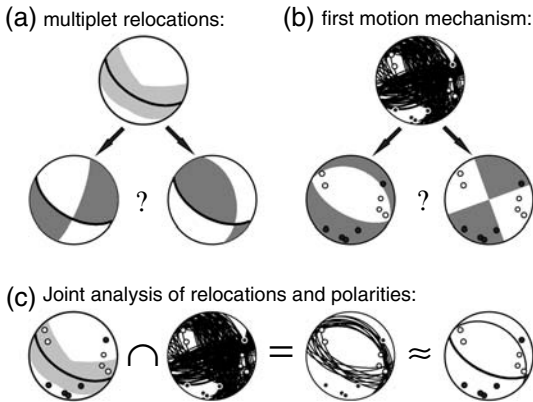 (a) multiplet relocations:
(b) first motion mechanism:
?
?
(c) Joint analysis of relocations and polarities:
∩ = ≈